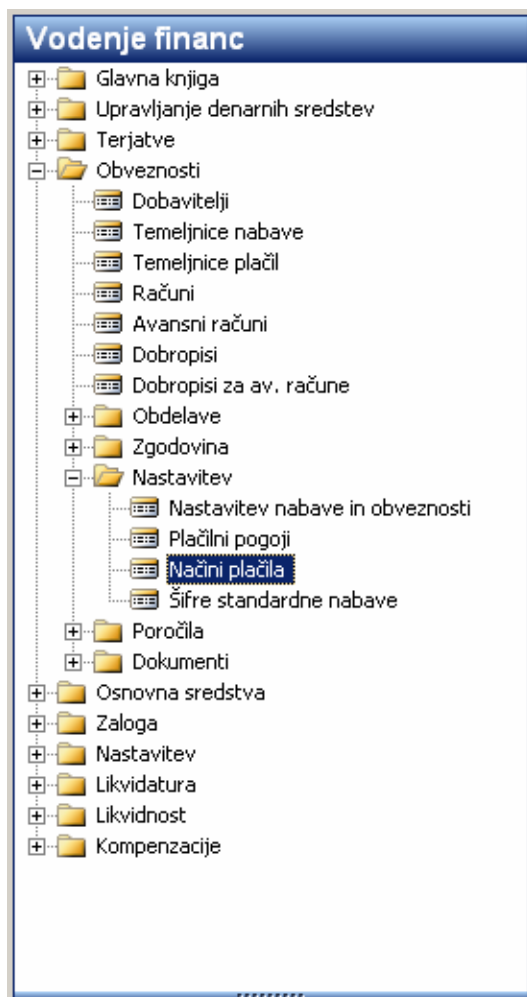 Vodenje financ
Glavna knjiga
Upravljanje denarnih sredstev
Terjatve
Obveznosti
Dobavitelji
Temeljnice nabave
Temeljnice plačil
Računi
Avansni računi
Dobropisi
Dobropisi za av. račune
Obdelave
Zgodovina
Nastavitev
Nastavitev nabave in obveznosti
Plačilni pogoji
Načini plačila
Šifre standardne nabave
Poročila
Dokumenti
Osnovna sredstva
Zaloga
Nastavitev
Likvidatura
Likvidnost
Kompenzacije